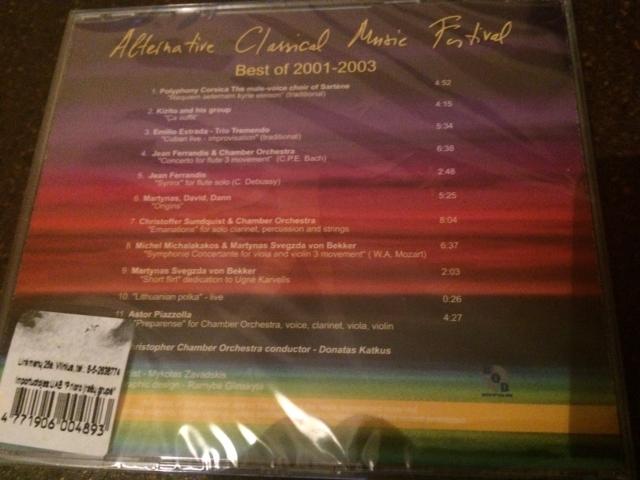 Alternative Classical Music Festival
Best of 2001-2003
1. Polyphony Corsica The male-voice choir of Sartène 4:52
"Requiem aeternam kyrie eleison" (traditional)
2. Kizito and his group 4:15
"Ca suffit"
3. Emilio Estrada - Trio Tremendo 5:34
"Cuban live - improvisation" (traditional)
4. Jean Ferrandis & Chamber Orchestra 6:38
"Concerto for flute 3 movement" (C.P.E. Bach)
5. Jean Ferrandis 2:48
"Syrinx" for flute solo (C. Debussy)
6. Martynas, David, Dann 5:25
"Origins"
7. Christoffer Sundquist & Chamber Orchestra 8:04
"Emanations" for solo clarinet, percussion and strings
8. Michel Michalakakos & Martynas Svegzda von Bekker 6:37
"Symphonie Concertante for viola and violin 3 movement" ( W.A. Mozart)
9. Martynas Svegzda von Bekker 2:03
"Short flirt" dedication to Ugnė Karvelis
10. "Lithuanian polka" - live 0:26
11. Astor Piazzolla 4:27
"Preparense" for Chamber Orchestra, voice, clarinet, viola, violin
Christopher Chamber Orchestra conductor - Donatas Katkus
- Mykolas Zavadskis
graphic design - Ramybė
Vilnius, tel.:
4 771906 004893